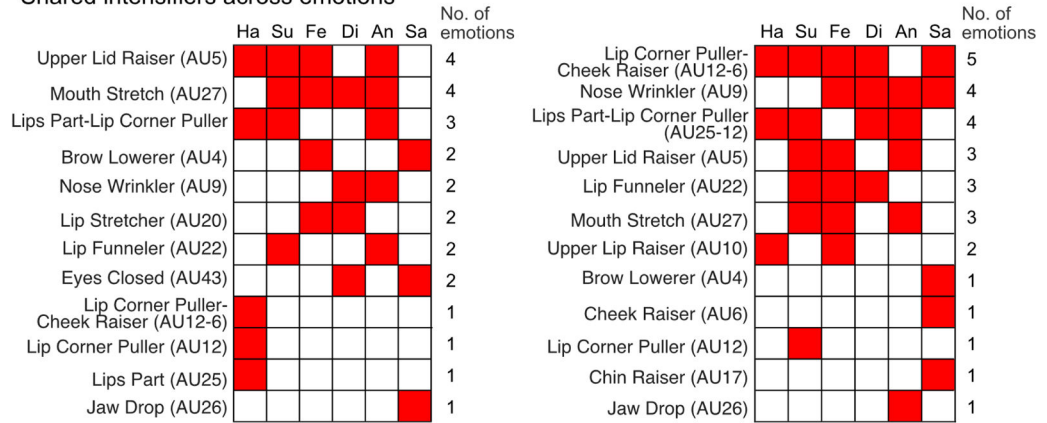 Shared intensifiers across emotions
No. of
emotions
Ha Su Fe Di An Sa
Upper Lid Raiser (AU5) 4
Mouth Stretch (AU27) 4
Lips Part-Lip Corner Puller 3
Brow Lowerer (AU4) 2
Nose Wrinkler (AU9) 2
Lip Stretcher (AU20) 2
Lip Funneler (AU22) 2
Eyes Closed (AU43) 2
Lip Corner Puller-
Cheek Raiser (AU12-6) 1
Lip Corner Puller (AU12) 1
Lips Part (AU25) 1
Jaw Drop (AU26) 1
No. of
emotions
Ha Su Fe Di An Sa
Lip Corner Puller-
Cheek Raiser (AU12-6) 5
Nose Wrinkler (AU9) 4
Lips Part-Lip Corner Puller
(AU25-12) 4
Upper Lid Raiser (AU5) 3
Lip Funneler (AU22) 3
Mouth Stretch (AU27) 3
Upper Lip Raiser (AU10) 2
Brow Lowerer (AU4) 1
Cheek Raiser (AU6) 1
Lip Corner Puller (AU12) 1
Chin Raiser (AU17) 1
Jaw Drop (AU26) 1